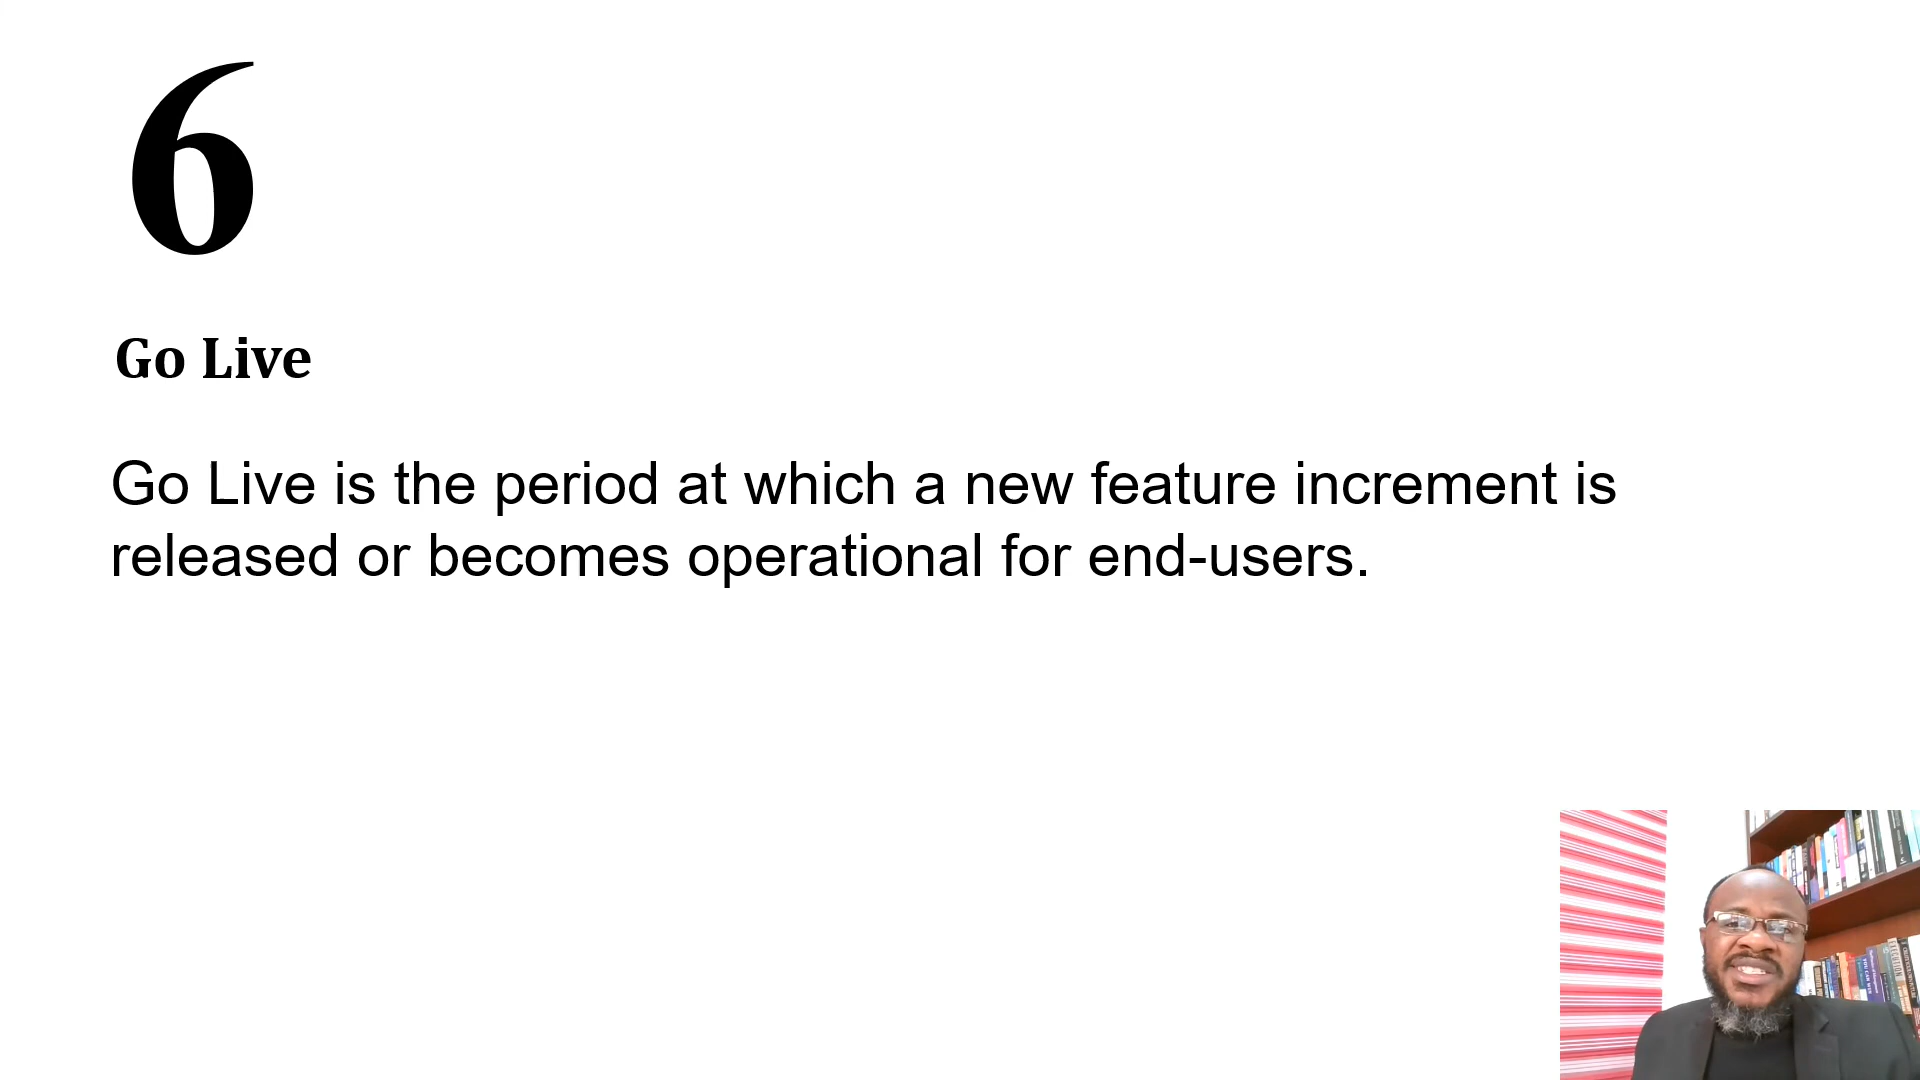 6
Go Live
Go Live is the period at which a new feature increment is
released or becomes operational for end-users.